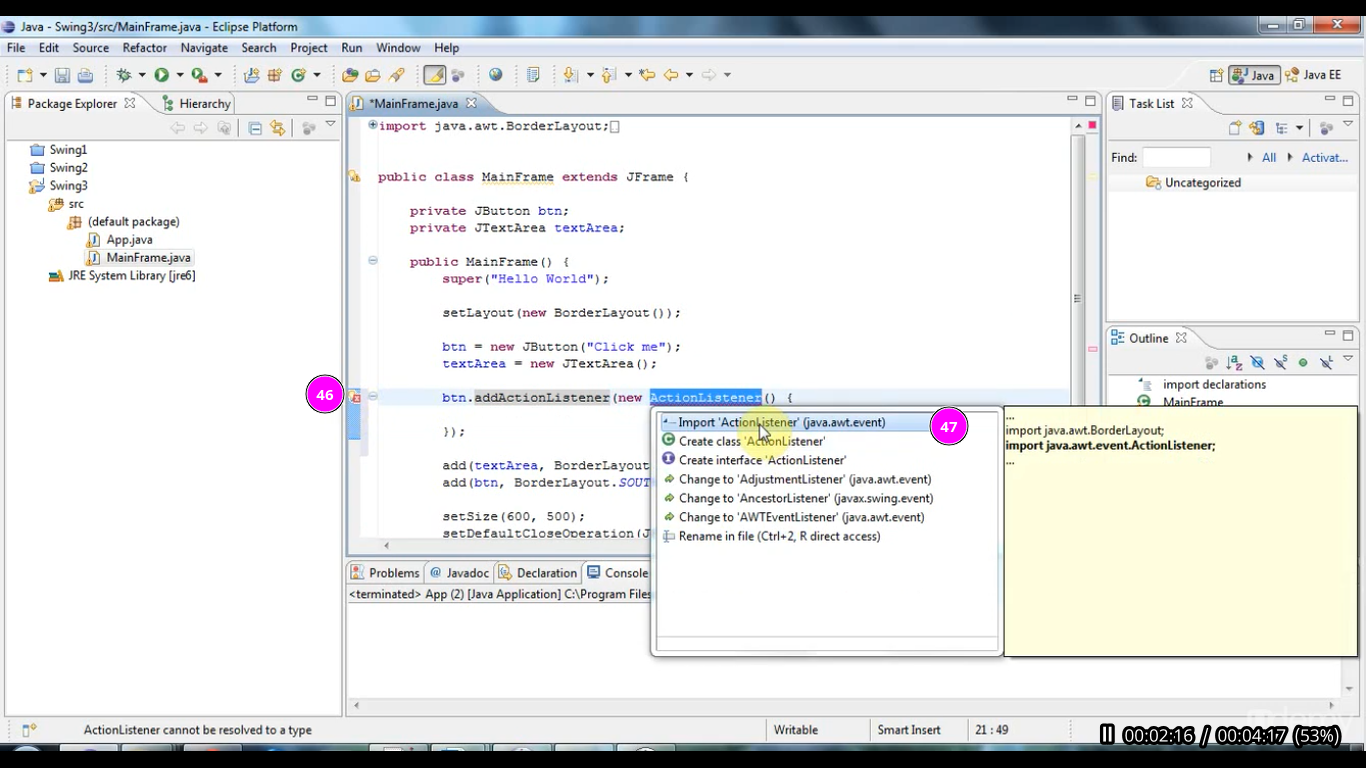 Java - Swing3/src/MainFrame.java - Eclipse Platform
File Edit Source Refactor Navigate Search Project Run Window Help
Java Java EE
Package Explorer Hierarchy
Swing1
Swing2
Swing3
src
(default package)
App.java
MainFrame.java
JRE System Library [jre6]
*MainFrame.java
import java.awt.BorderLayout;
public class MainFrame extends JFrame {
private JButton btn;
private JTextArea textArea;
public MainFrame() {
super("Hello World");
setLayout(new BorderLayout());
btn = new JButton("Click me");
textArea = new JTextArea();
46
btn.addActionListener(new ActionListener() {
});
add(textArea, BorderLayout
add(btn, BorderLayout.SOUT
setSize(600, 500);
setDefaultCloseOperation(J
Import 'ActionListener' (java.awt.event)
47
Create class 'ActionListener'
Create interface 'ActionListener'
Change to 'AdjustmentListener' (java.awt.event)
Change to 'AncestorListener' (javax.swing.event)
Change to 'AWTEventListener' (java.awt.event)
Rename in file (Ctrl+2, R direct access)
...
import java.awt.BorderLayout;
import java.awt.event.ActionListener;
...
Task List
Find: All Activat...
Uncategorized
Outline
import declarations
MainFrame
Problems @ Javadoc Declaration Console
<terminated> App (2) [Java Application] C:\Program Files
ActionListener cannot be resolved to a type
Writable Smart Insert 21 : 49
00:02:16 / 00:04:17 (53%)